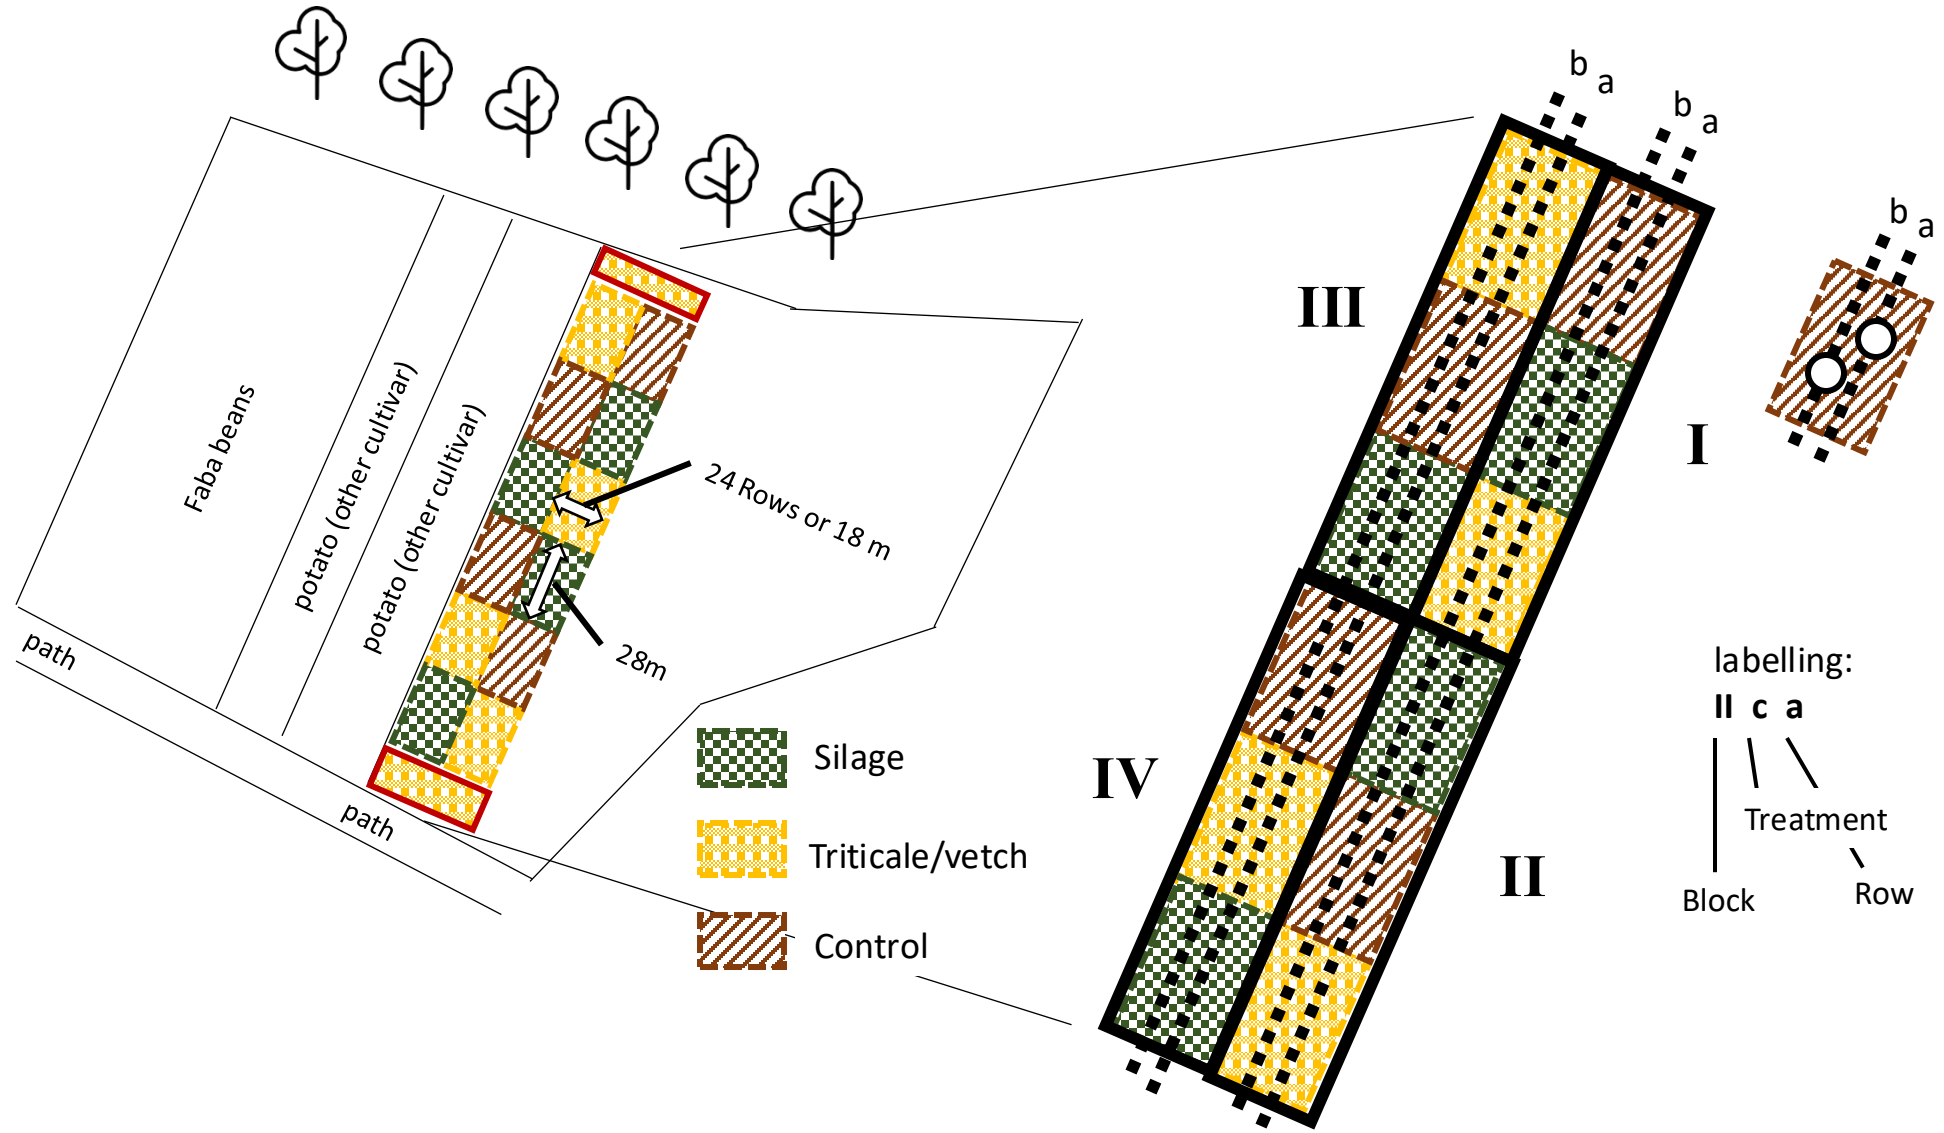 b a
b a
b a
III
I
Faba beans
potato (other cultivar)
potato (other cultivar)
24 Rows or 18 m
28m
path
path
Silage
Triticale/vetch
Control
IV
II
labelling:
II c a
Treatment
Block
Row